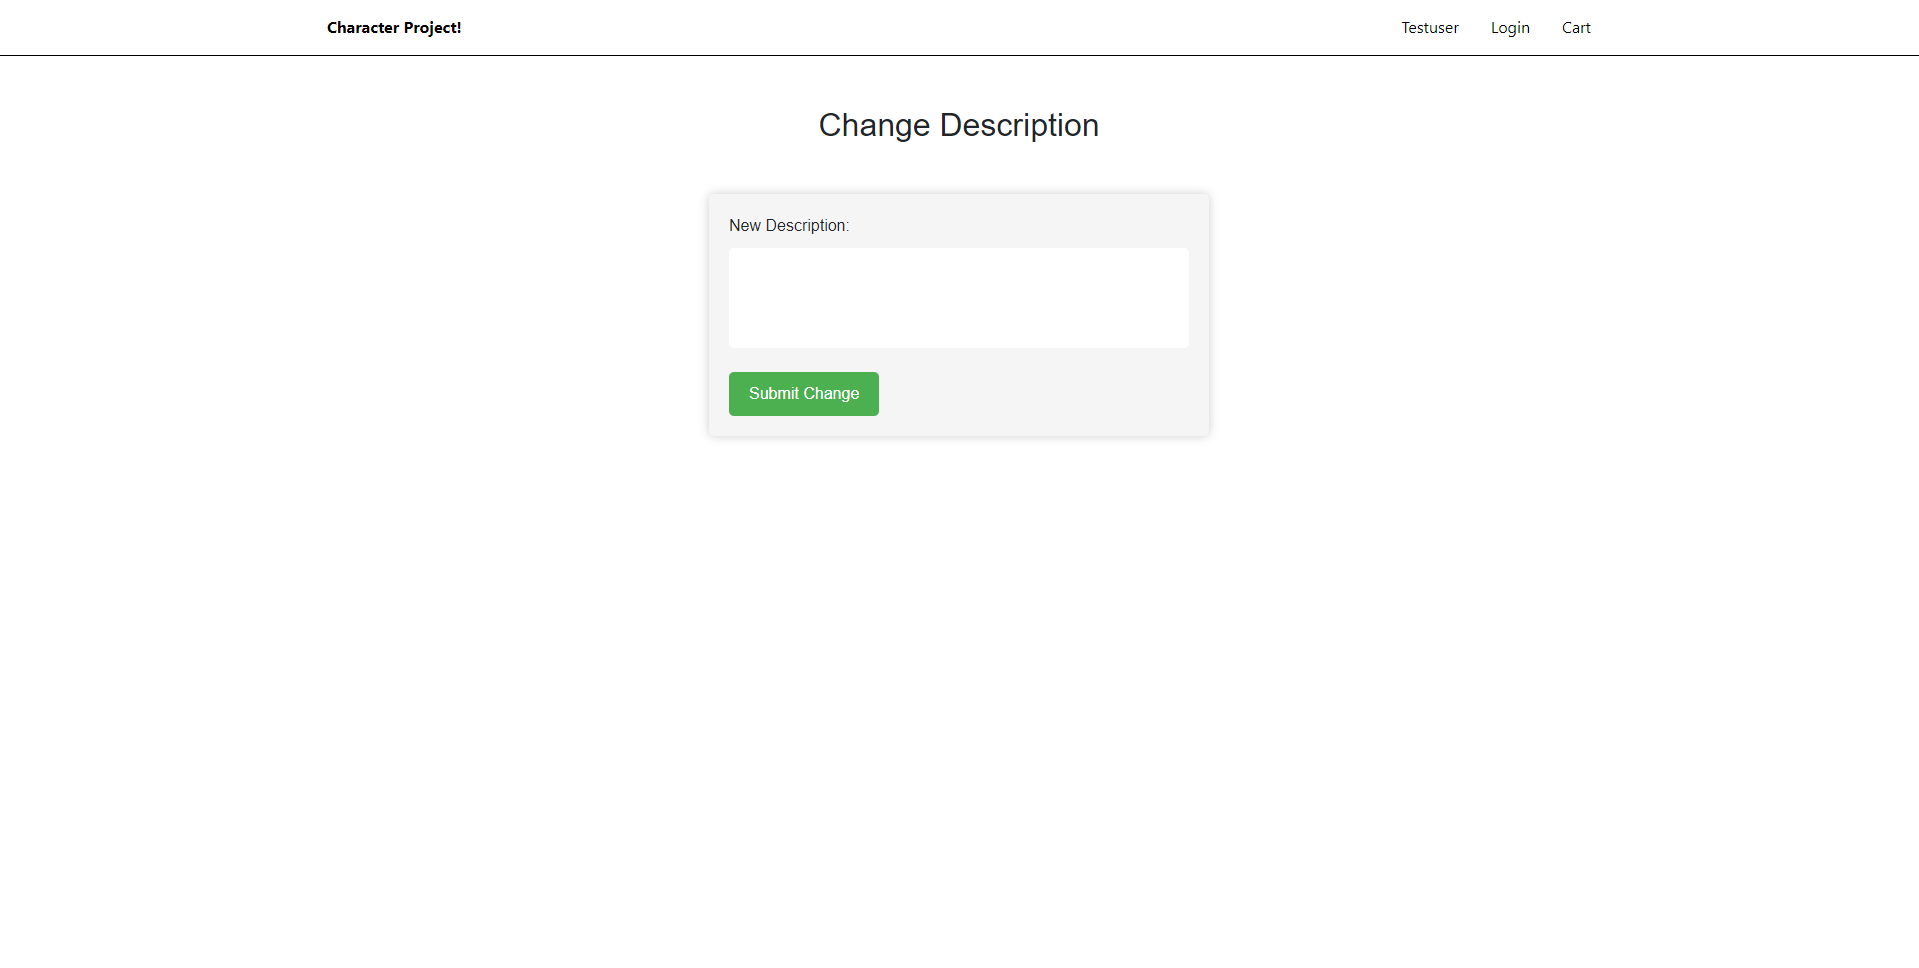 Character Project!
Testuser Login Cart
Change Description
New Description:
Submit Change